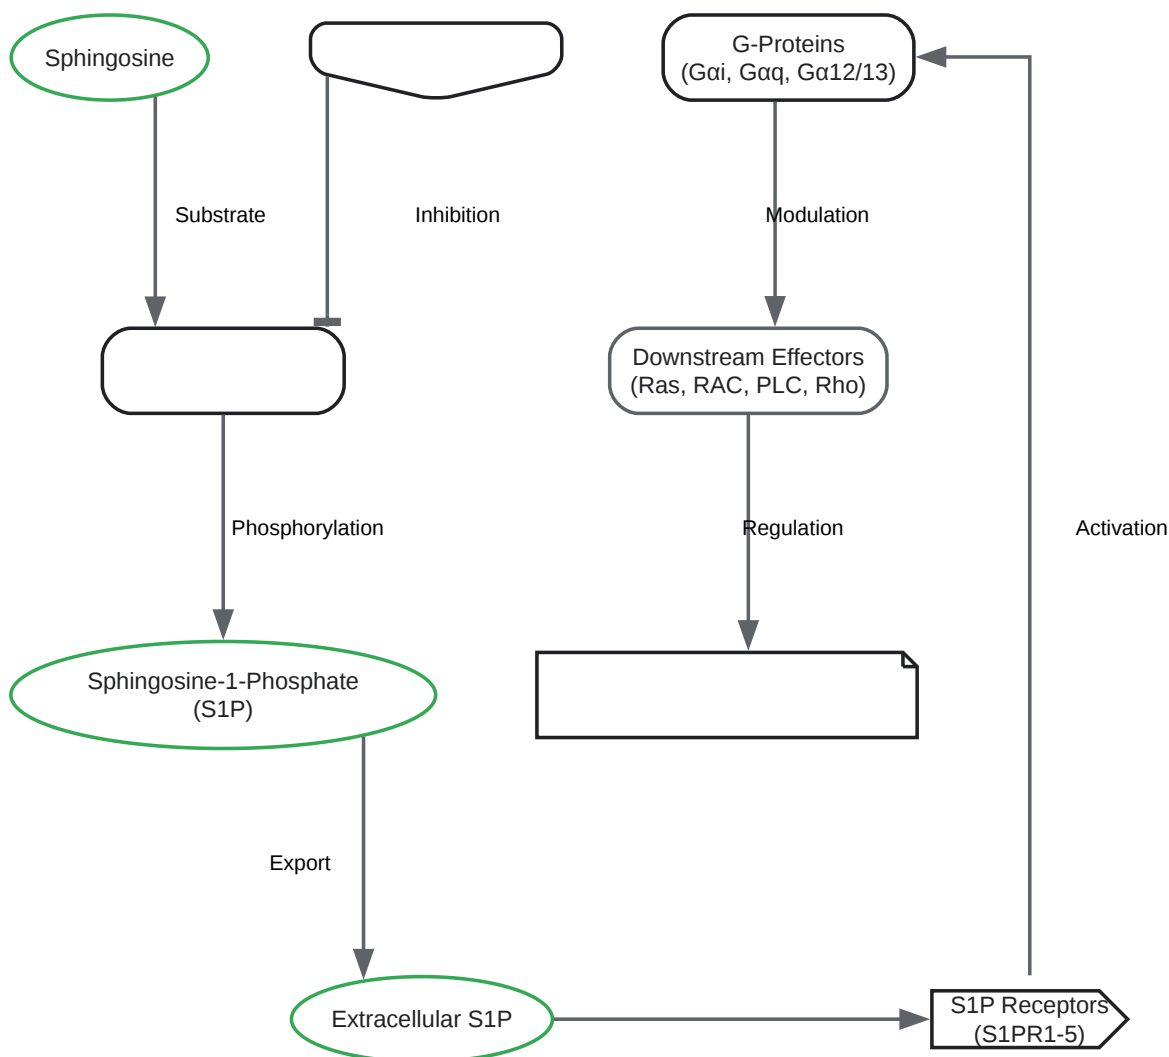 Sphingosine
G-Proteins
(Gαi, Gαq, Gα12/13)
Substrate
Inhibition
Modulation
Downstream Effectors
(Ras, RAC, PLC, Rho)
Phosphorylation
Regulation
Activation
Sphingosine-1-Phosphate
(S1P)
Export
Extracellular S1P
S1P Receptors
(S1PR1-5)